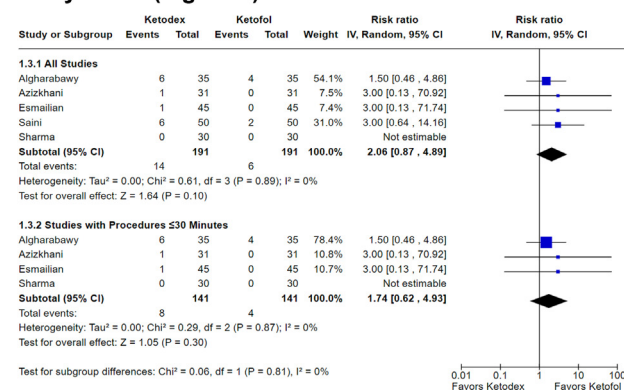 Ketodex Ketofol Risk ratio Risk ratio
Study or Subgroup Events Total Events Total Weight IV, Random, 95% CI IV, Random, 95% CI
1.3.1 All Studies
Algharabawy 6 35 4 35 54.1% 1.50 [0.46 , 4.86]
Azizkhani 1 31 0 31 7.5% 3.00 [0.13 , 70.92]
Esmailian 1 45 0 45 7.4% 3.00 [0.13 , 71.74]
Saini 6 50 2 50 31.0% 3.00 [0.64 , 14.16]
Sharma 0 30 0 30 Not estimable
Subtotal (95% CI) 191 191 100.0% 2.06 [0.87 , 4.89]
Total events: 14 6
Heterogeneity: Tau² = 0.00; Chi² = 0.61, df = 3 (P = 0.89); I² = 0%
Test for overall effect: Z = 1.64 (P = 0.10)
1.3.2 Studies with Procedures ≤30 Minutes
Algharabawy 6 35 4 35 78.4% 1.50 [0.46 , 4.86]
Azizkhani 1 31 0 31 10.8% 3.00 [0.13 , 70.92]
Esmailian 1 45 0 45 10.7% 3.00 [0.13 , 71.74]
Sharma 0 30 0 30 Not estimable
Subtotal (95% CI) 141 141 100.0% 1.74 [0.62 , 4.93]
Total events: 8 4
Heterogeneity: Tau² = 0.00; Chi² = 0.29, df = 2 (P = 0.87); I² = 0%
Test for overall effect: Z = 1.05 (P = 0.30)
Test for subgroup differences: Chi² = 0.06, df = 1 (P = 0.81), I² = 0%
0.01 0.1 1 10 100
Favors Ketodex Favors Ketofol